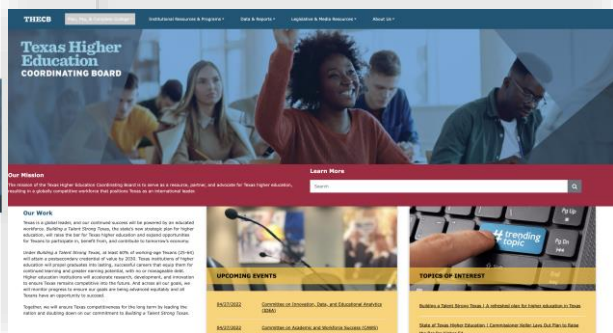 THECB
Institutional Resources & Programs
Data & Reports
Legislative & Media Resources
About Us
Texas Higher
Education
COORDINATING BOARD
Our Mission
The mission of the Texas Higher Education Coordinating Board is to serve as a resource, partner, and advocate for Texas higher education,
resulting in a globally competitive workforce that positions Texas as an international leader.
Learn More
Search
Our Work
Texas is a global leader, and our continued success will be powered by an educated
workforce. Building a Talent Strong Texas, the state's new strategic plan for higher
education, will raise the bar for Texas higher education and expand opportunities
for Texans to participate in, benefit from, and contribute to tomorrow's economy.
Under Building a Talent Strong Texas, at least 60% of working-age Texans (25-64)
will attain a postsecondary credential of value by 2030. Texas institutions of higher
education will propel graduates into lasting, successful careers that equip them for
continued learning and greater earning potential, with no or manageable debt.
Higher education institutions will accelerate research, development, and innovation
to ensure Texas remains competitive into the future. And across all our goals, we
will monitor progress to ensure our goals are being advanced equitably and all
Texans have an opportunity to succeed.
Together, we will ensure Texas competitiveness for the long term by leading the
nation and doubling down on our commitment to Building a Talent Strong Texas.
UPCOMING EVENTS
04/27/2022 Committee on Innovation, Data, and Educational Analytics
(IDEA)
04/27/2022 Committee on Academic and Workforce Success (CAWS)
# trending
topic
Pg Up
Pg Dn
TOPICS OF INTEREST
Building a Talent Strong Texas | A refreshed plan for higher education in Texas
State of Texas Higher Education | Commissioner Keller Lays Out Plan to Raise